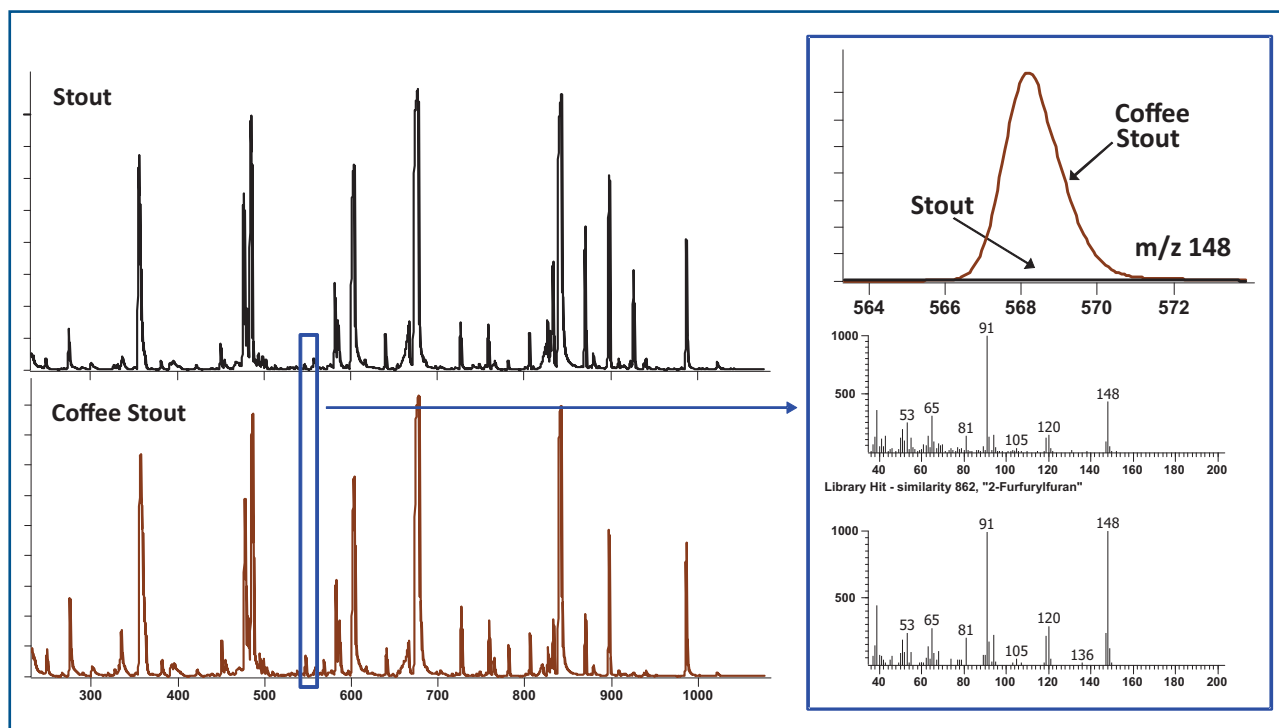 Stout
Coffee Stout
300 400 500 600 700 800 900 1000
Coffee
Stout
Stout
m/z 148
564 566 568 570 572
1000
500
91
53 65 81 105 120 148
40 60 80 100 120 140 160 180 200
Library Hit - similarity 862, "2-Furfurylfuran"
1000
500
91
53 65 81 105 120 136 148
40 60 80 100 120 140 160 180 200